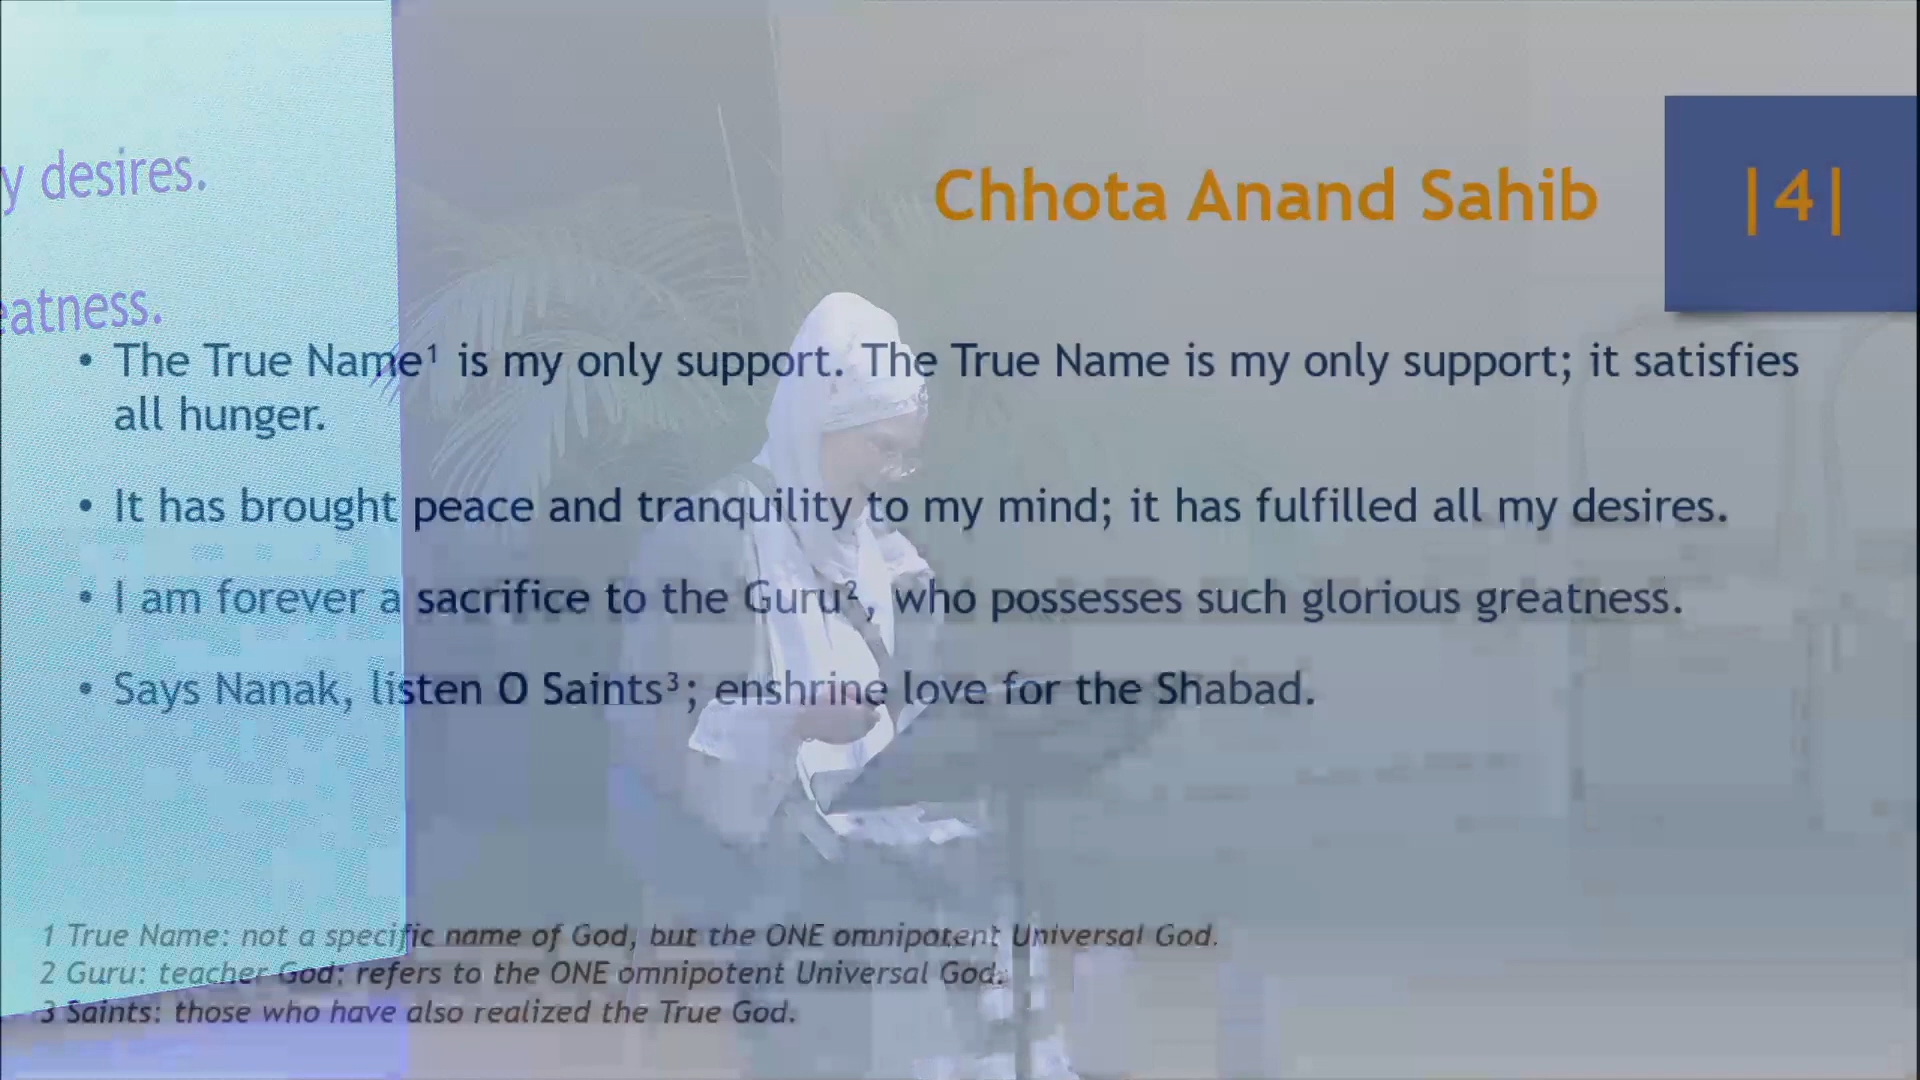 y desires.
eatness.
Chhota Anand Sahib
|4|
• The True Name¹ is my only support. The True Name is my only support; it satisfies
all hunger.
• It has brought peace and tranquility to my mind; it has fulfilled all my desires.
• I am forever a sacrifice to the Guru², who possesses such glorious greatness.
• Says Nanak, listen O Saints³; enshrine love for the Shabad.
1 True Name: not a specific name of God, but the ONE omnipotent Universal God.
2 Guru: teacher God; refers to the ONE omnipotent Universal God.
3 Saints: those who have also realized the True God.